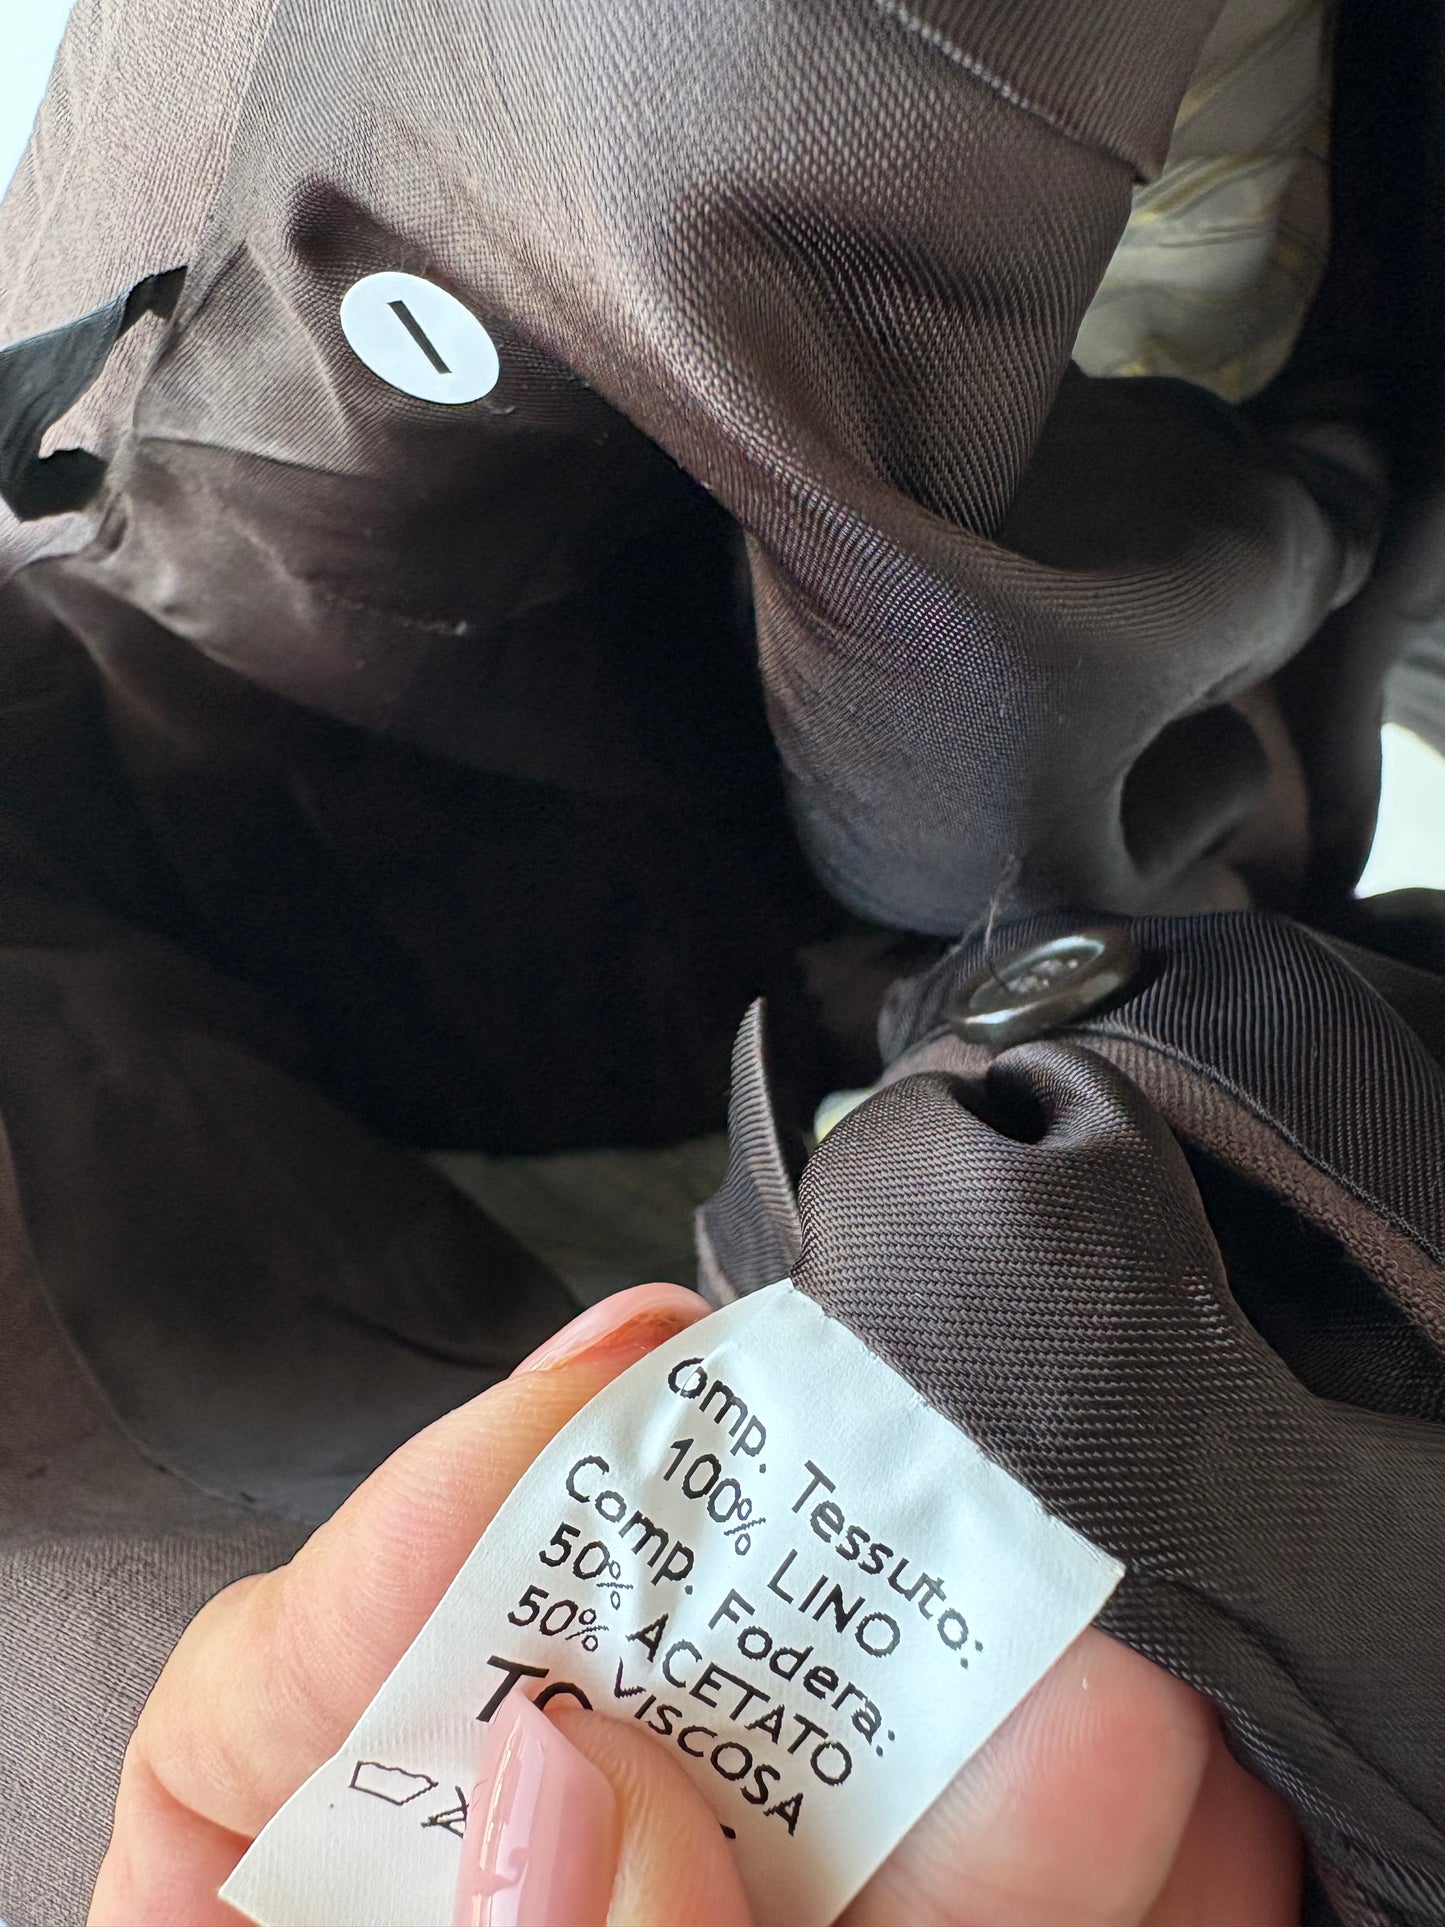 Comp. Tessuto:
100% LINO
Comp. Fodera:
50% ACETATO
50% VISCOSA